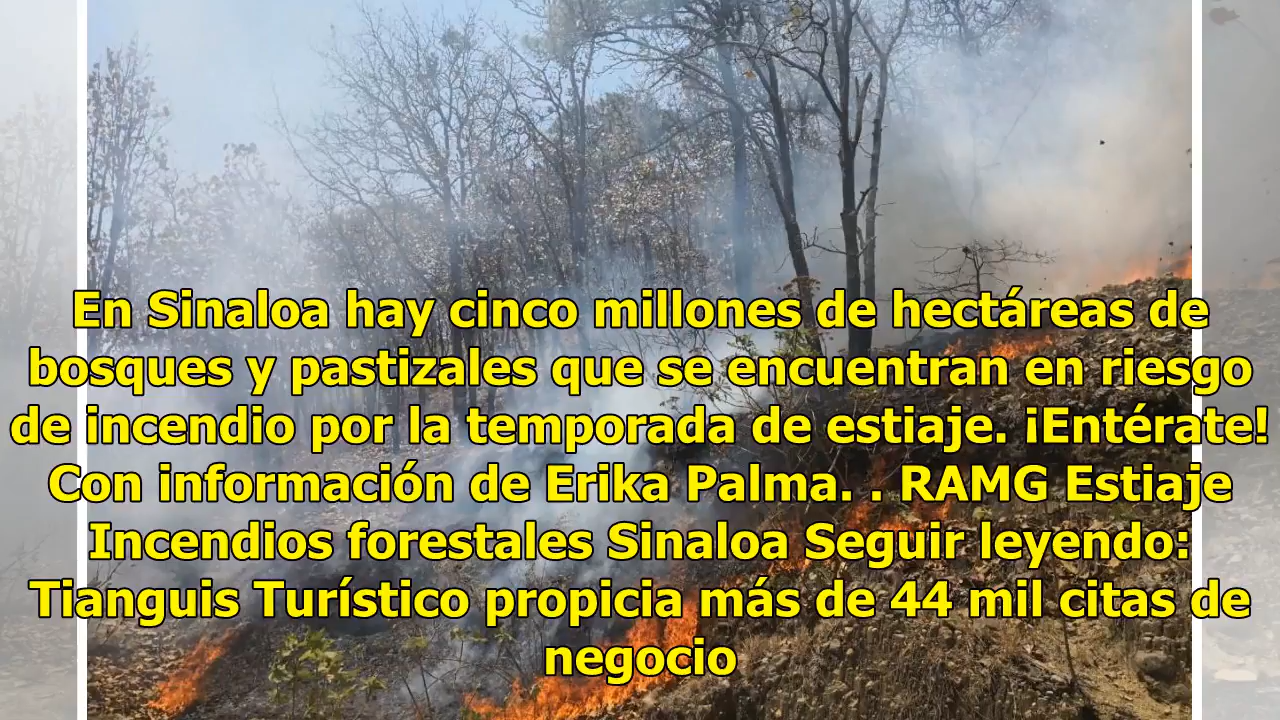 En Sinaloa hay cinco millones de hectáreas de
bosques y pastizales que se encuentran en riesgo
de incendio por la temporada de estiaje. ¡Entérate!
Con información de Erika Palma. . RAMG Estiaje
Incendios forestales Sinaloa Seguir leyendo:
Tianguis Turístico propicia más de 44 mil citas de
negocio